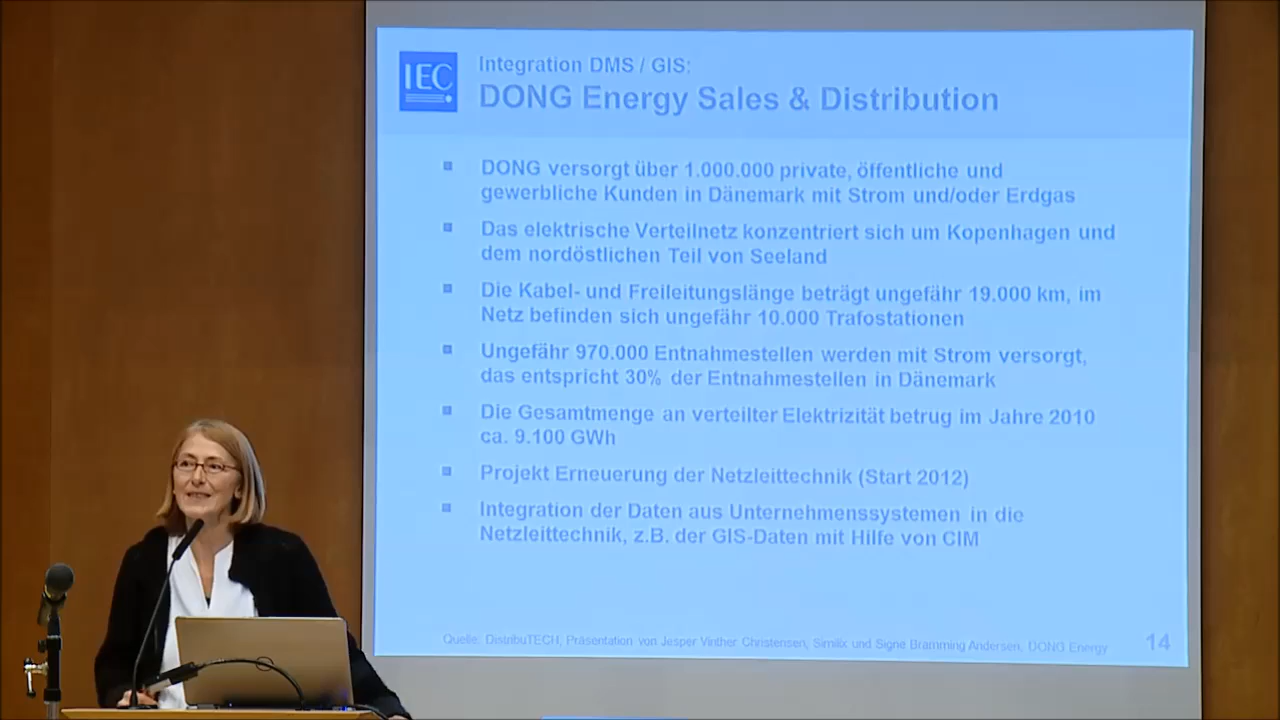 IEC
Integration DMS / GIS:
DONG Energy Sales & Distribution
DONG versorgt über 1.000.000 private, öffentliche und
gewerbliche Kunden in Dänemark mit Strom und/oder Erdgas
Das elektrische Verteilnetz konzentriert sich um Kopenhagen und
dem nordöstlichen Teil von Seeland
Die Kabel- und Freileitungslänge beträgt ungefähr 19.000 km, im
Netz befinden sich ungefähr 10.000 Trafostationen
Ungefähr 970.000 Entnahmestellen werden mit Strom versorgt,
das entspricht 30% der Entnahmestellen in Dänemark
Die Gesamtmenge an verteilter Elektrizität betrug im Jahre 2010
ca. 9.100 GWh
Projekt Erneuerung der Netzleittechnik (Start 2012)
Integration der Daten aus Unternehmenssystemen in die
Netzleittechnik, z.B. der GIS-Daten mit Hilfe von CIM
Quelle: DistribuTECH, Präsentation von Jesper Vinther Christensen, Similix und Signe Bramming Andersen, DONG Energy
14